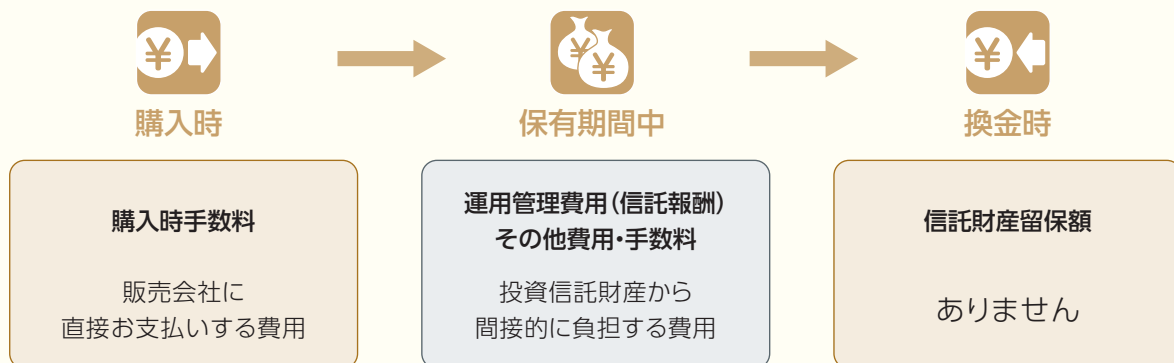 購入時
保有期間中
換金時
購入時手数料
販売会社に
直接お支払いする費用
運用管理費用(信託報酬)
その他費用・手数料
投資信託財産から
間接的に負担する費用
信託財産留保額
ありません